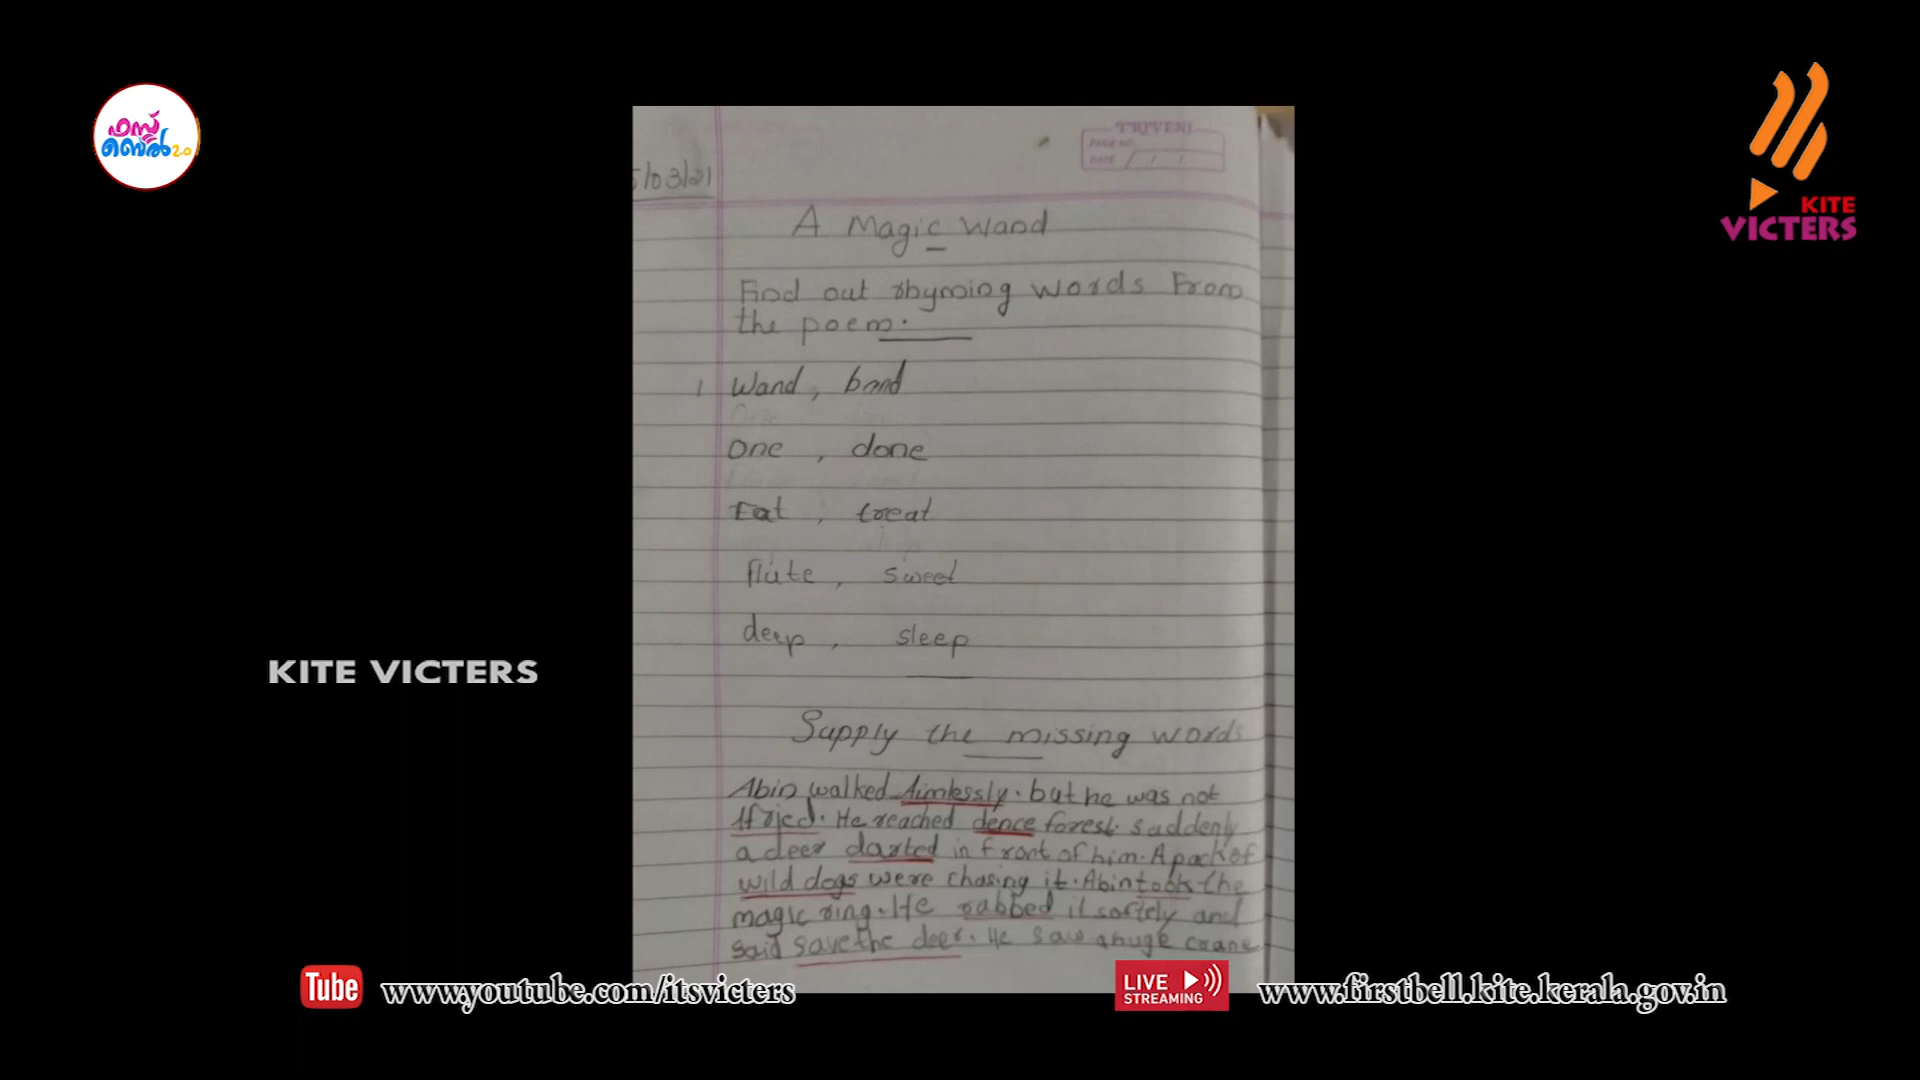 ഫസ്റ്റ്
ബെൽ 2.0
KITE
VICTERS
TRIVENI
PAGE NO.
DATE / /
5/03/21
A Magic Wand
Find out rhyming words From
the poem.
1 Wand, band
One , done
Eat , treat
flute , sweet
deep , sleep
Supply the missing words
Abin walked Aimlessly. but he was not
Afried. He reached dence forest. suddenly
a deer darted in front of him. A pack of
wild dogs were chasing it. Abin took the
magic ring. He rabbed it softely and
said save the deer. He saw a huge crane
KITE VICTERS
Tube www.youtube.com/itsvicters
LIVE
STREAMING www.firstbell.kite.kerala.gov.in